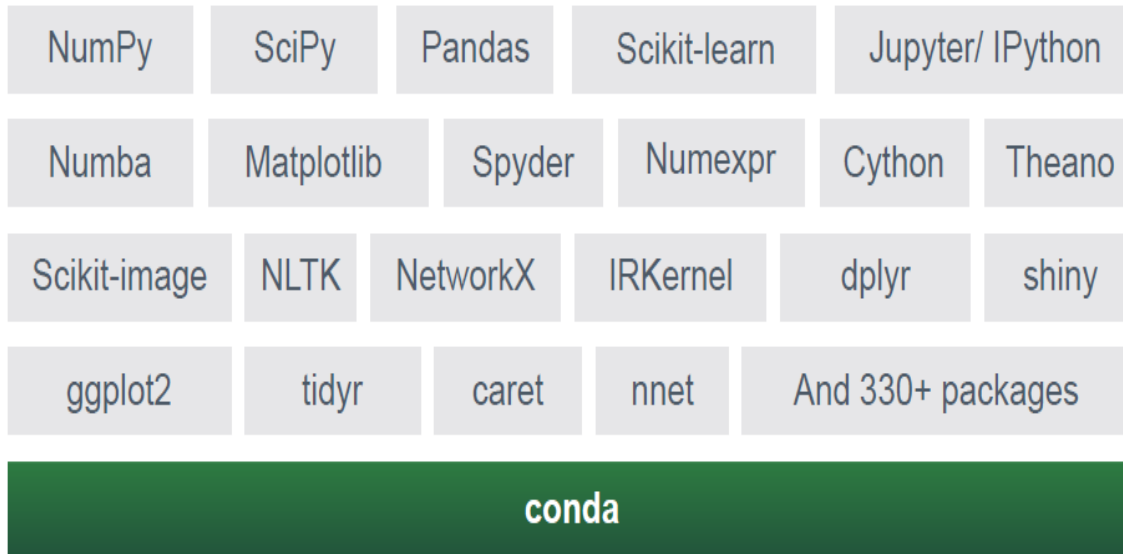 NumPy SciPy Pandas Scikit-learn Jupyter/ IPython
Numba Matplotlib Spyder Numexpr Cython Theano
Scikit-image NLTK NetworkX IRKernel dplyr shiny
ggplot2 tidyr caret nnet And 330+ packages
conda